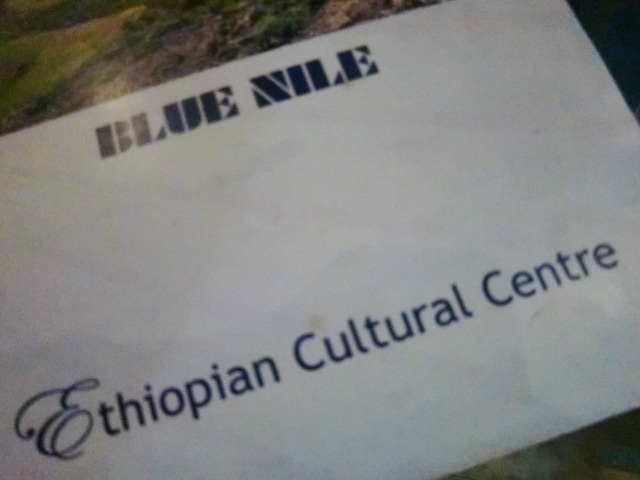 BLUE NILE
Ethiopian Cultural Centre